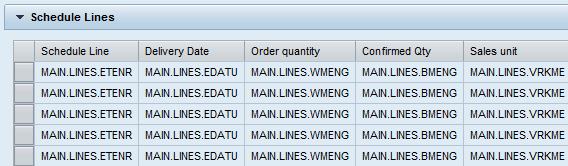 Schedule Lines
Schedule Line Delivery Date Order quantity Confirmed Qty Sales unit
MAIN.LINES.ETENR MAIN.LINES.EDATU MAIN.LINES.WMENG MAIN.LINES.BMENG MAIN.LINES.VRKME
MAIN.LINES.ETENR MAIN.LINES.EDATU MAIN.LINES.WMENG MAIN.LINES.BMENG MAIN.LINES.VRKME
MAIN.LINES.ETENR MAIN.LINES.EDATU MAIN.LINES.WMENG MAIN.LINES.BMENG MAIN.LINES.VRKME
MAIN.LINES.ETENR MAIN.LINES.EDATU MAIN.LINES.WMENG MAIN.LINES.BMENG MAIN.LINES.VRKME
MAIN.LINES.ETENR MAIN.LINES.EDATU MAIN.LINES.WMENG MAIN.LINES.BMENG MAIN.LINES.VRKME